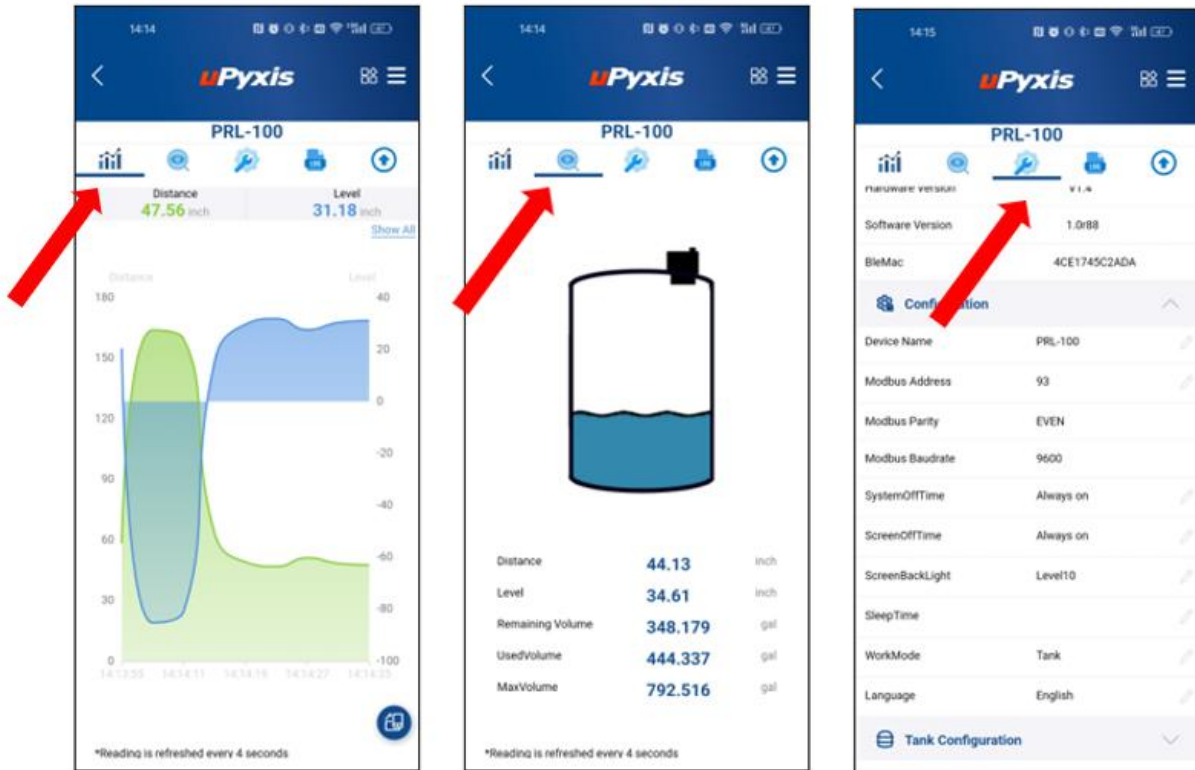 14:14
uPyxis
PRL-100
Distance Level
47.56 inch 31.18 inch
Show All
Distance Level
180 40
150 20
120 0
90 -20
60 -40
30 -60
0 -80
-100
14:13:55 14:14:11 14:14:19 14:14:27 14:14:35
*Reading is refreshed every 4 seconds
14:14
uPyxis
PRL-100
Distance 44.13 inch
Level 34.61 inch
Remaining Volume 348.179 gal
UsedVolume 444.337 gal
MaxVolume 792.516 gal
*Reading is refreshed every 4 seconds
14:15
uPyxis
PRL-100
LOG
Hardware Version V1.4
Software Version 1.0r88
BleMac 4CE1745C2ADA
Configuration
Device Name PRL-100
Modbus Address 93
Modbus Parity EVEN
Modbus Baudrate 9600
SystemOffTime Always on
ScreenOffTime Always on
ScreenBackLight Level10
SleepTime
WorkMode Tank
Language English
Tank Configuration